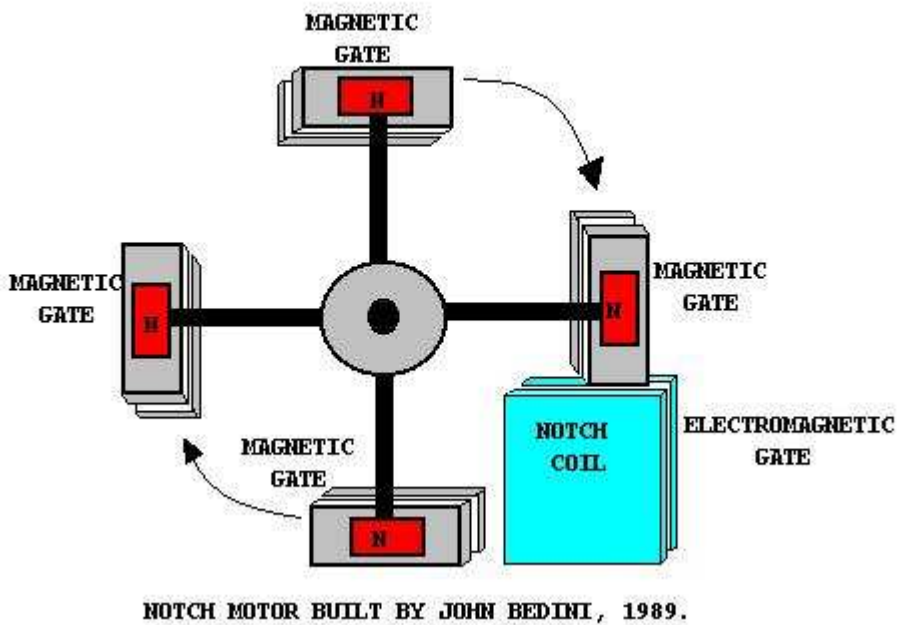 MAGNETIC
GATE
N
MAGNETIC
GATE
N
N
MAGNETIC
GATE
NOTCH
COIL
ELECTROMAGNETIC
GATE
MAGNETIC
GATE
N
NOTCH MOTOR BUILT BY JOHN BEDINI, 1989.